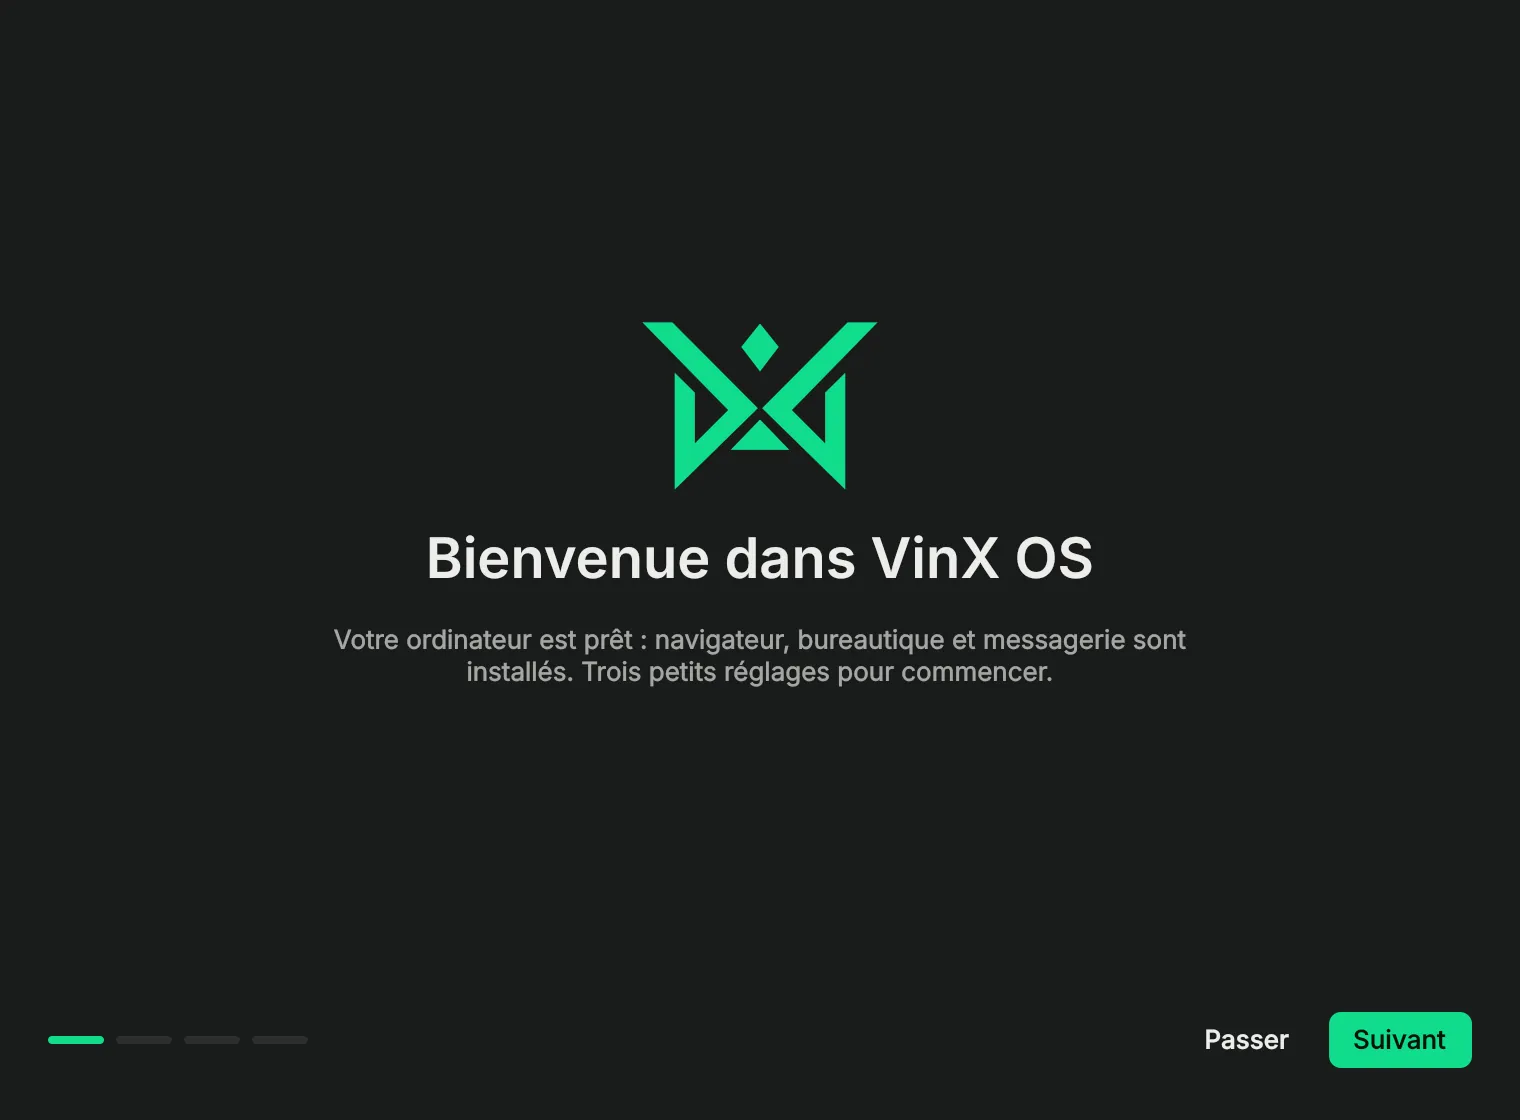 Bienvenue dans VinX OS
Votre ordinateur est prêt : navigateur, bureautique et messagerie sont
installés. Trois petits réglages pour commencer.
Passer
Suivant